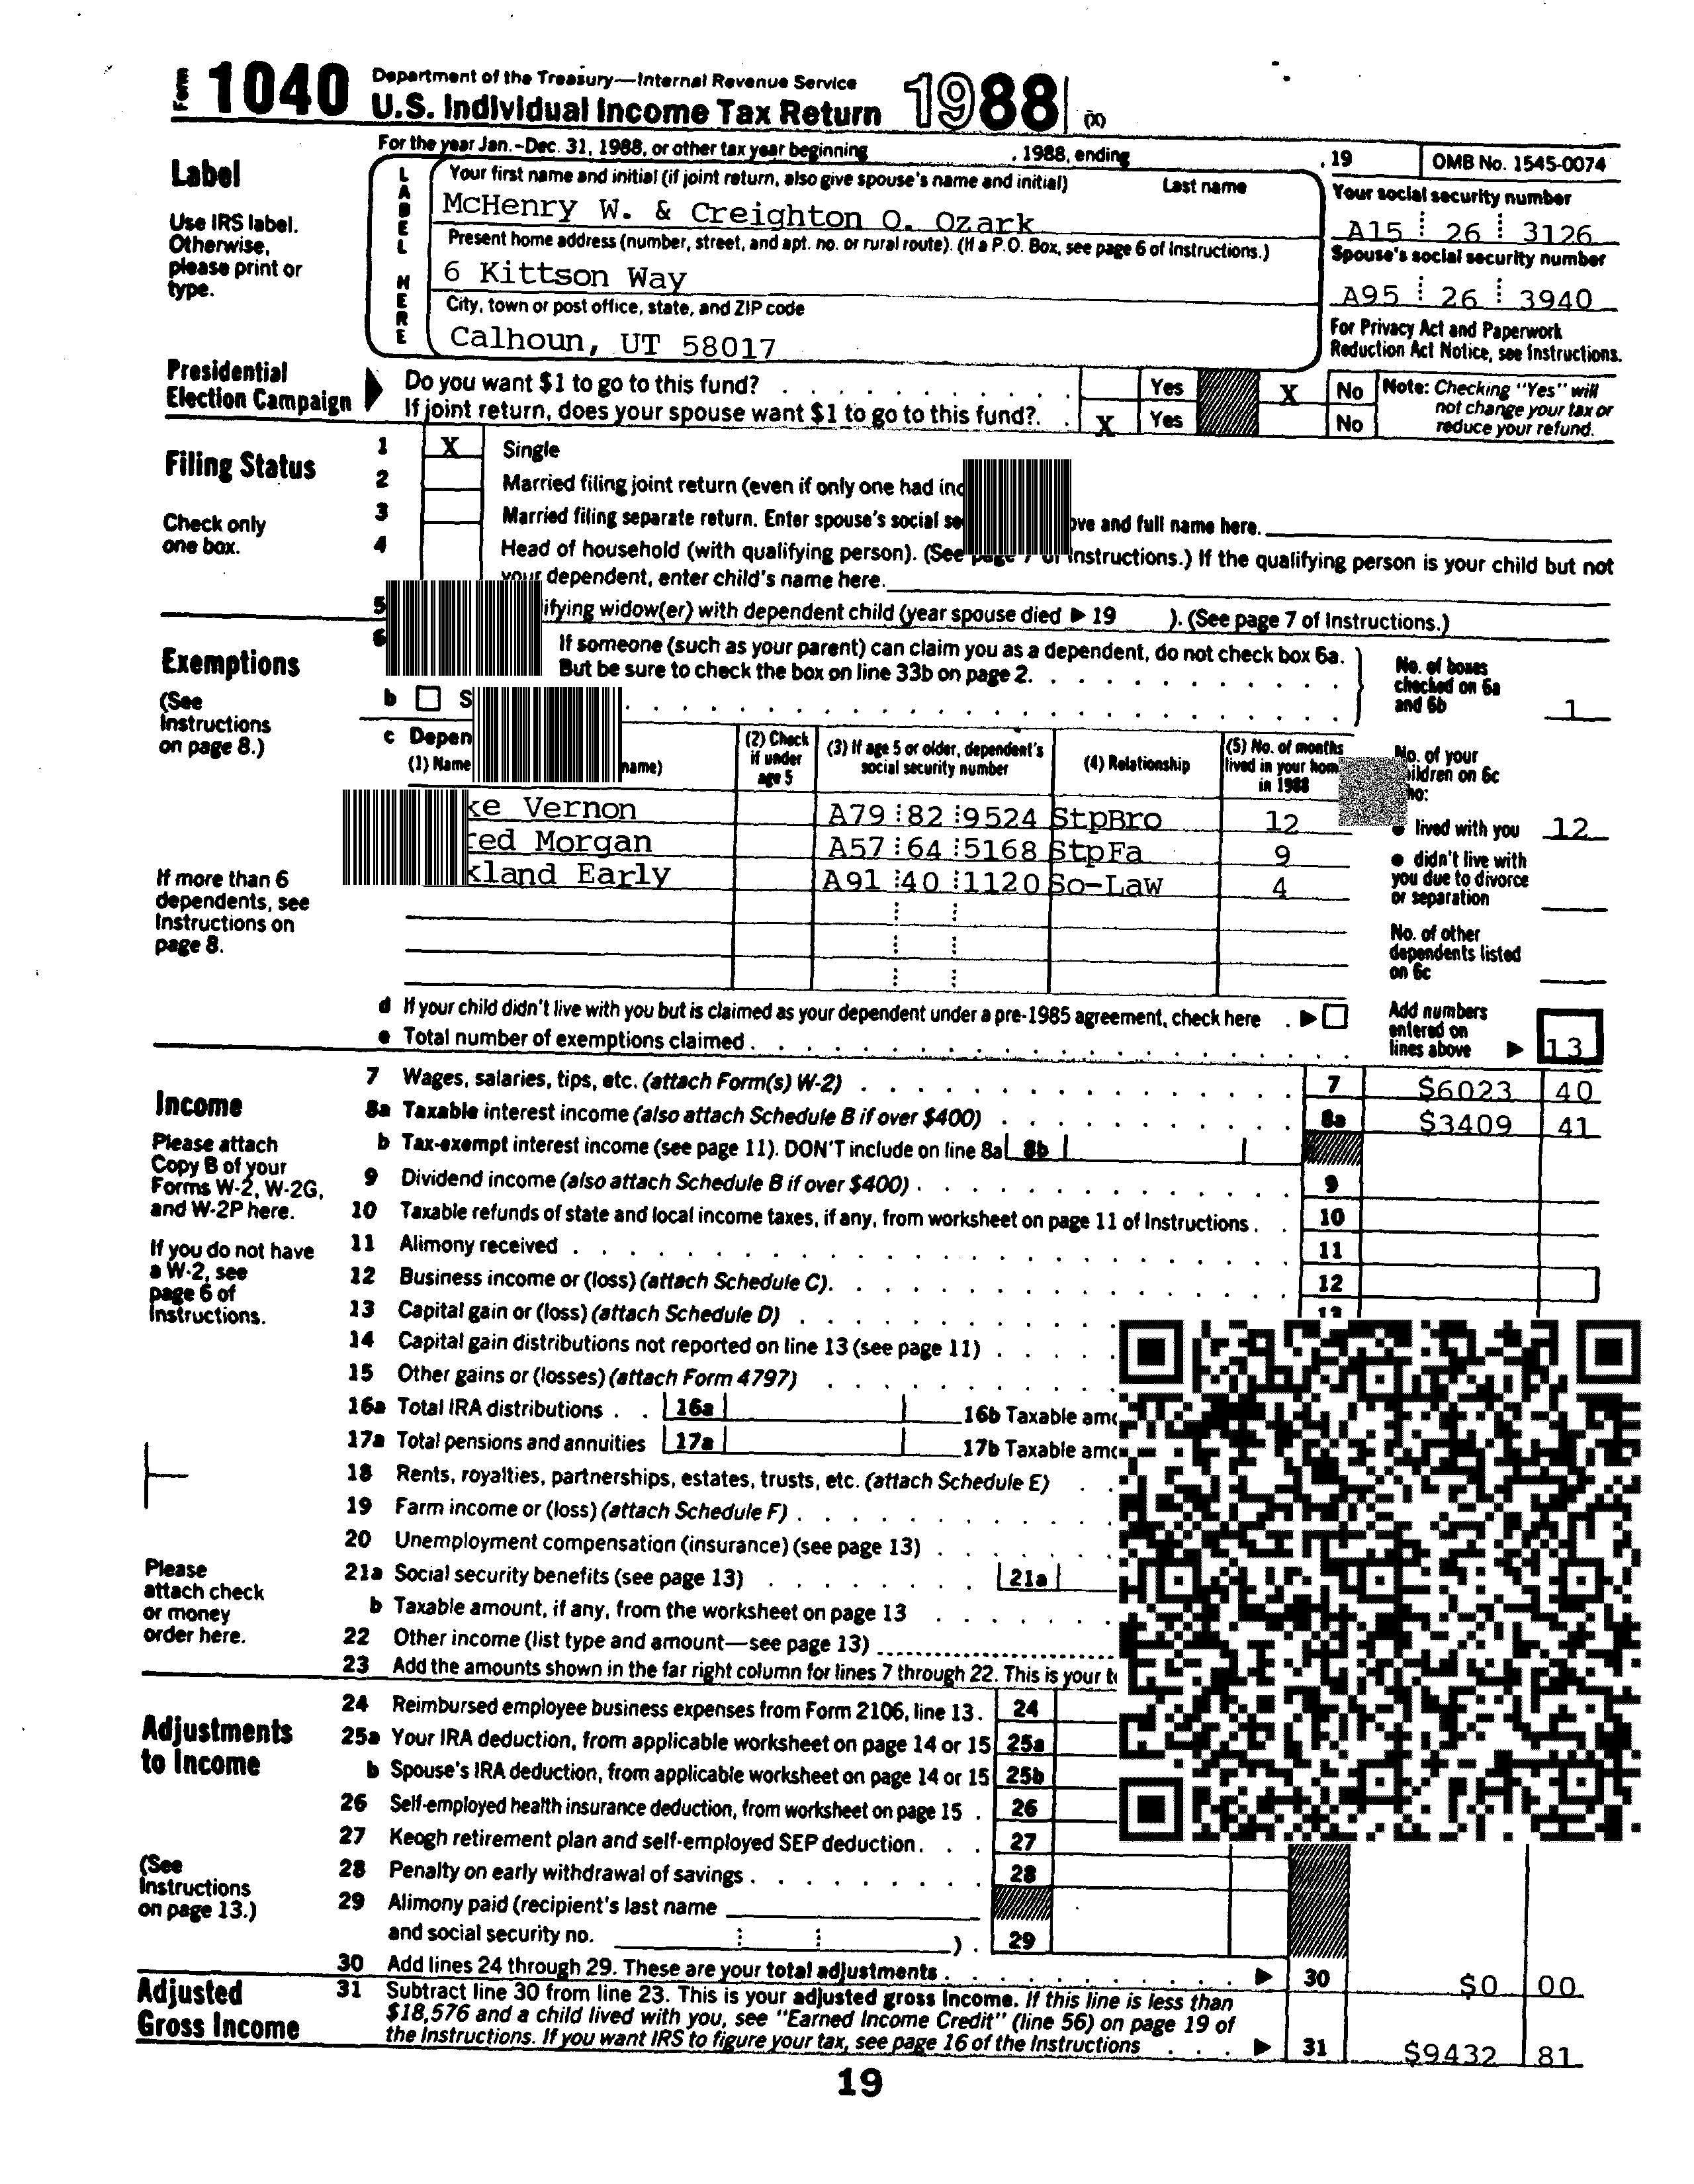 Form 1040 Department of the Treasury—Internal Revenue Service
U.S. Individual Income Tax Return 1988 (X)
For the year Jan.-Dec. 31, 1988, or other tax year beginning , 1988, ending , 19 OMB No. 1545-0074
Label
Use IRS label.
Otherwise,
please print or
type.
LABEL HERE
Your first name and initial (if joint return, also give spouse's name and initial) Last name
McHenry W. & Creighton O. Ozark
Your social security number
A15 26 3126
Present home address (number, street, and apt. no. or rural route). (If a P.O. Box, see page 6 of Instructions.)
6 Kittson Way
Spouse's social security number
A95 26 3940
City, town or post office, state, and ZIP code
Calhoun, UT 58017
For Privacy Act and Paperwork
Reduction Act Notice, see Instructions.
Presidential
Election Campaign
Do you want $1 to go to this fund? Yes X No
If joint return, does your spouse want $1 to go to this fund? X Yes No
Note: Checking "Yes" will
not change your tax or
reduce your refund.
Filing Status
Check only
one box.
1 X Single
2 Married filing joint return (even if only one had
3 Married filing separate return. Enter spouse's social and full name here.
4 Head of household (with qualifying person). (See page 7 of Instructions.) If the qualifying person is your child but not
your dependent, enter child's name here.
5 widow(er) with dependent child (year spouse died ▶ 19 ). (See page 7 of Instructions.)
Exemptions
(See
Instructions
on page 8.)
6 If someone (such as your parent) can claim you as a dependent, do not check box 6a.
But be sure to check the box on line 33b on page 2.
b
No. of boxes
checked on 6a
and 6b 1
c
(1) Name
(2) Check
if under
age 5
(3) If age 5 or older, dependent's
social security number
(4) Relationship
(5) No. of months
lived in your
in 1988
Vernon A79 82 9524 StpBro 12
Morgan A57 64 5168 StpFa 9
Early A91 40 1120 So-Law 4
No. of your
on 6c
● lived with you 12
● didn't live with
you due to divorce
or separation
No. of other
dependents listed
on 6c
If more than 6
dependents, see
Instructions on
page 8.
d If your child didn't live with you but is claimed as your dependent under a pre-1985 agreement, check here . ▶
e Total number of exemptions claimed
Add numbers
entered on
lines above ▶ 13
Income
Please attach
Copy B of your
Forms W-2, W-2G,
and W-2P here.
If you do not have
a W-2, see
page 6 of
Instructions.
Please
attach check
or money
order here.
7 Wages, salaries, tips, etc. (attach Form(s) W-2) 7 $6023 40
8a Taxable interest income (also attach Schedule B if over $400) 8a $3409 41
b Tax-exempt interest income (see page 11). DON'T include on line 8a 8b
9 Dividend income (also attach Schedule B if over $400) 9
10 Taxable refunds of state and local income taxes, if any, from worksheet on page 11 of Instructions 10
11 Alimony received 11
12 Business income or (loss) (attach Schedule C) 12
13 Capital gain or (loss) (attach Schedule D) 13
14 Capital gain distributions not reported on line 13 (see page 11)
15 Other gains or (losses) (attach Form 4797)
16a Total IRA distributions 16a 16b Taxable
17a Total pensions and annuities 17a 17b Taxable
18 Rents, royalties, partnerships, estates, trusts, etc. (attach Schedule E)
19 Farm income or (loss) (attach Schedule F)
20 Unemployment compensation (insurance) (see page 13)
21a Social security benefits (see page 13) 21a
b Taxable amount, if any, from the worksheet on page 13
22 Other income (list type and amount—see page 13)
23 Add the amounts shown in the far right column for lines 7 through 22. This is your
Adjustments
to Income
(See
Instructions
on page 13.)
24 Reimbursed employee business expenses from Form 2106, line 13. 24
25a Your IRA deduction, from applicable worksheet on page 14 or 15 25a
b Spouse's IRA deduction, from applicable worksheet on page 14 or 15 25b
26 Self-employed health insurance deduction, from worksheet on page 15 26
27 Keogh retirement plan and self-employed SEP deduction 27
28 Penalty on early withdrawal of savings 28
29 Alimony paid (recipient's last name
and social security no. ) . 29
30 Add lines 24 through 29. These are your total adjustments ▶ 30 $0 00
Adjusted
Gross Income
31 Subtract line 30 from line 23. This is your adjusted gross income. If this line is less than
$18,576 and a child lived with you, see "Earned Income Credit" (line 56) on page 19 of
the Instructions. If you want IRS to figure your tax, see page 16 of the Instructions ▶ 31 $9432 81
19